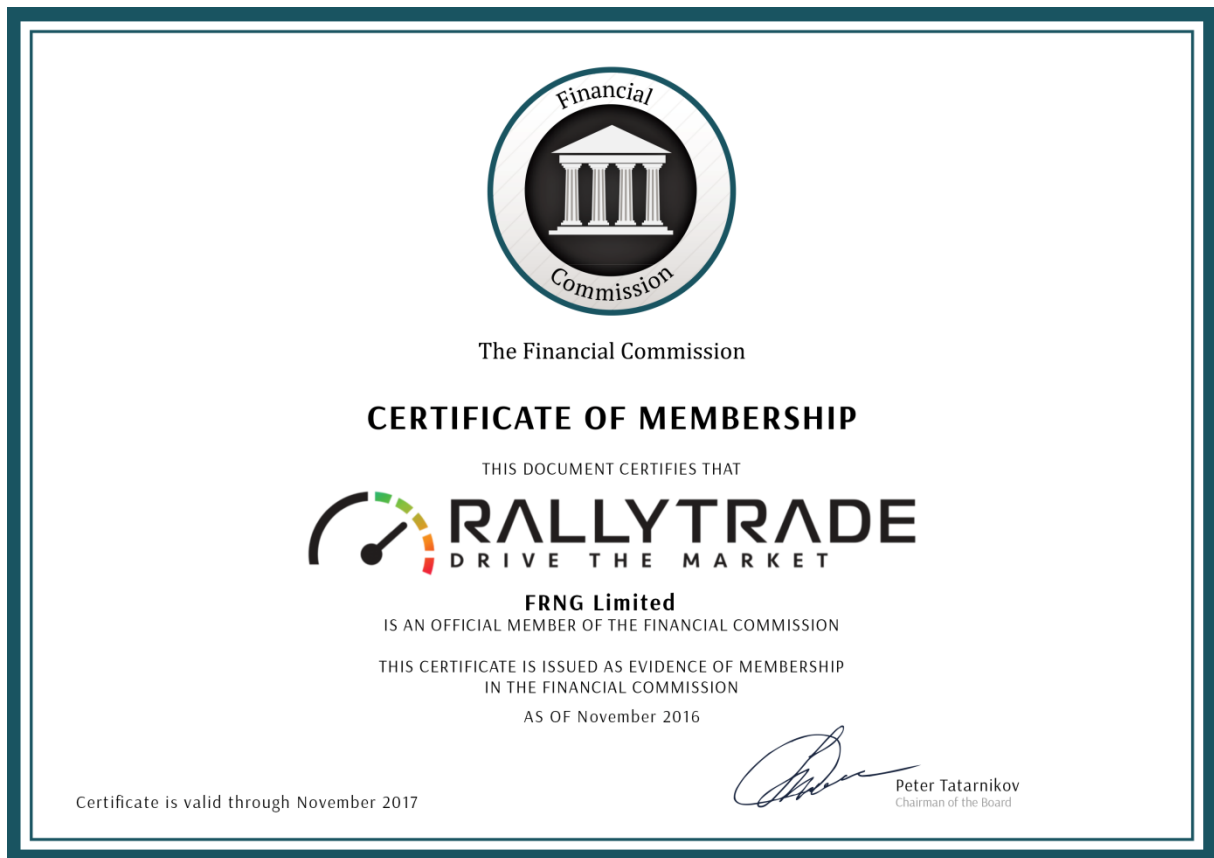 Financial
Commission
The Financial Commission
CERTIFICATE OF MEMBERSHIP
THIS DOCUMENT CERTIFIES THAT
RALLYTRADE
DRIVE THE MARKET
FRNG Limited
IS AN OFFICIAL MEMBER OF THE FINANCIAL COMMISSION
THIS CERTIFICATE IS ISSUED AS EVIDENCE OF MEMBERSHIP
IN THE FINANCIAL COMMISSION
AS OF November 2016
Peter Tatarnikov
Chairman of the Board
Certificate is valid through November 2017